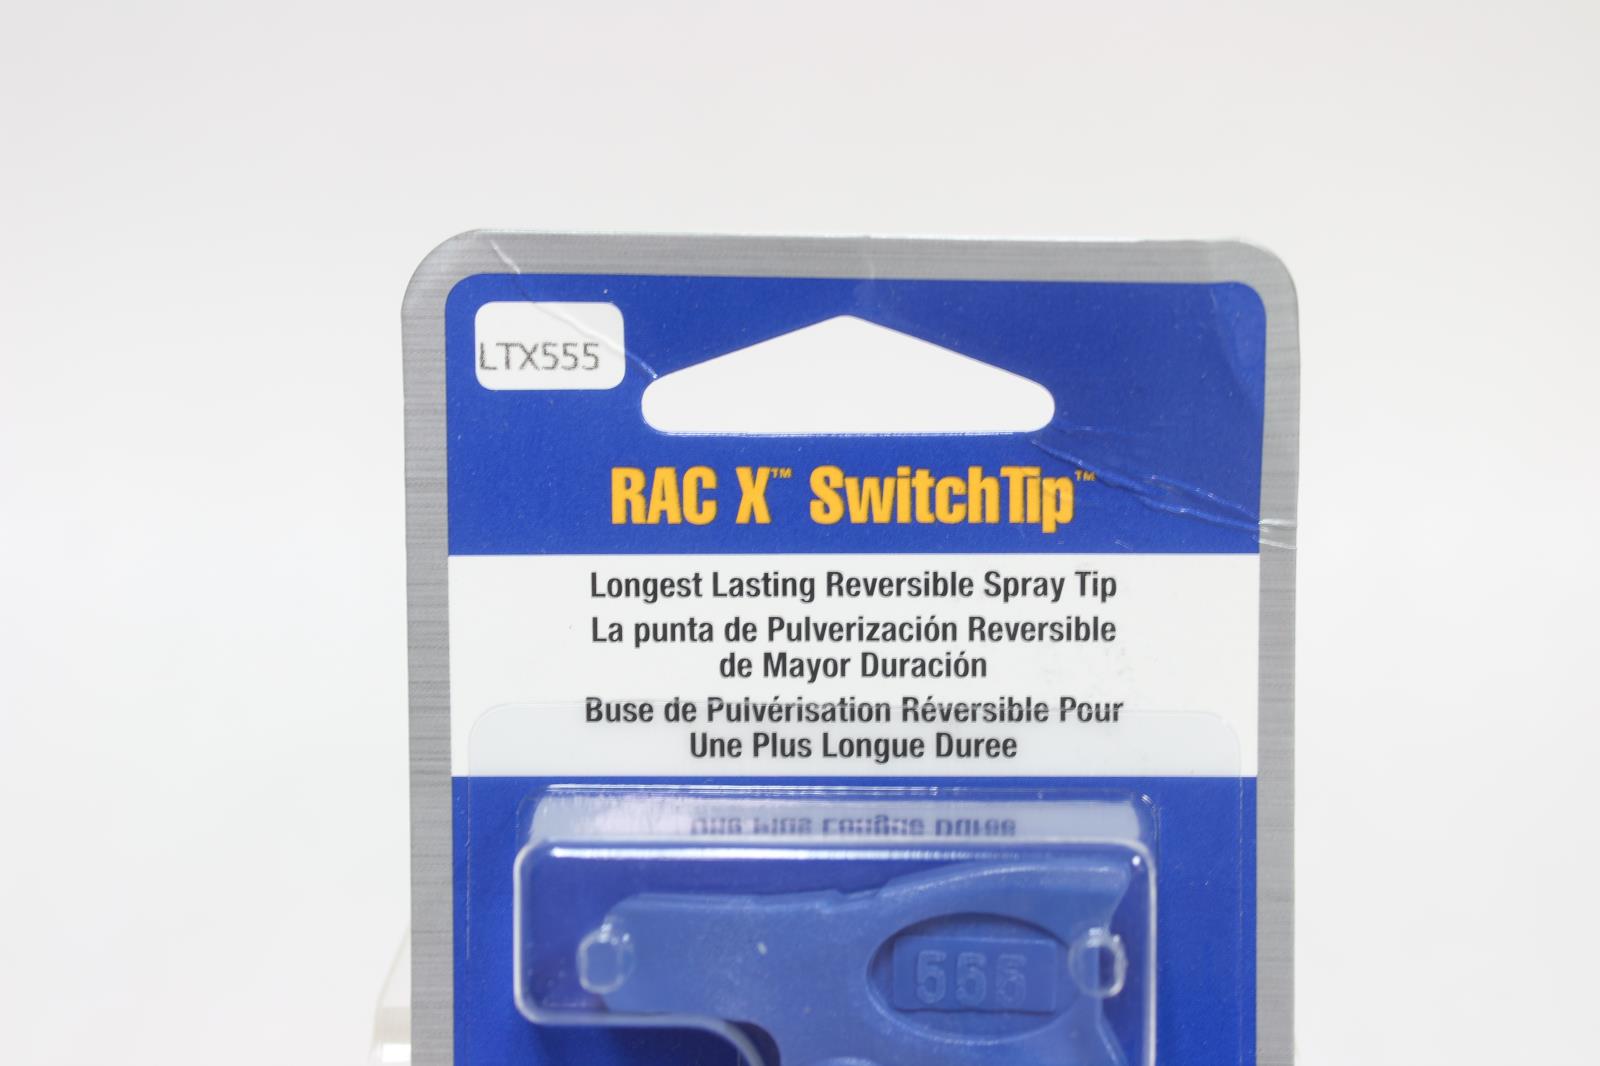 LTX555
RAC X™ SwitchTip™
Longest Lasting Reversible Spray Tip
La punta de Pulverización Reversible
de Mayor Duración
Buse de Pulvérisation Réversible Pour
Une Plus Longue Duree
555